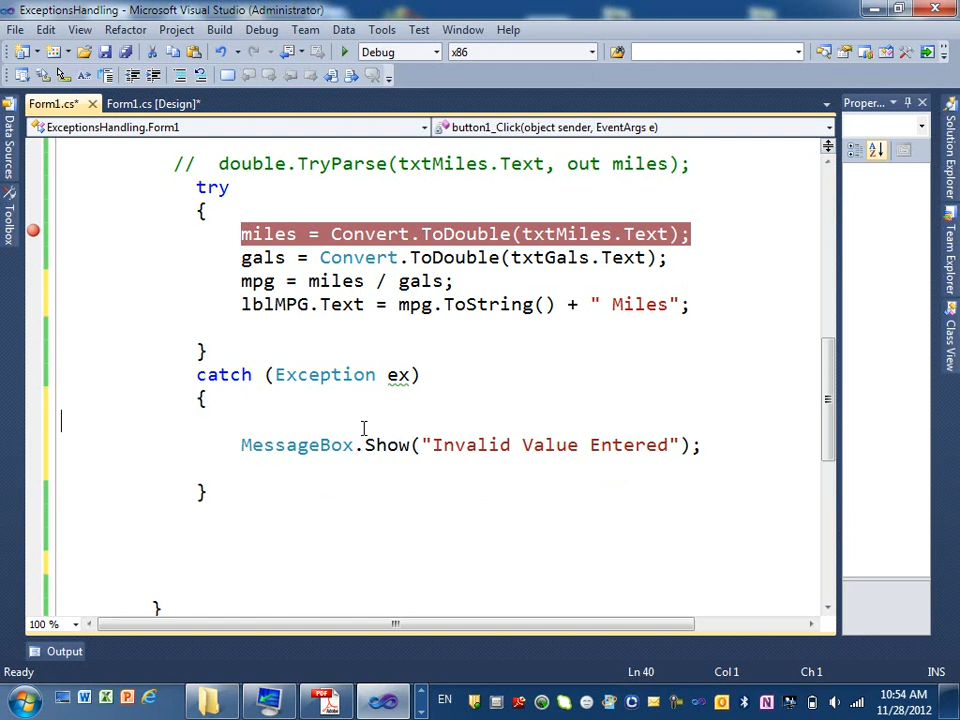 ExceptionsHandling - Microsoft Visual Studio (Administrator)
File Edit View Refactor Project Build Debug Team Data Tools Test Window Help
Debug x86
Form1.cs* Form1.cs [Design]*
Proper...
ExceptionsHandling.Form1 button1_Click(object sender, EventArgs e)
Data Sources
Toolbox
// double.TryParse(txtMiles.Text, out miles);
try
{
miles = Convert.ToDouble(txtMiles.Text);
gals = Convert.ToDouble(txtGals.Text);
mpg = miles / gals;
lblMPG.Text = mpg.ToString() + " Miles";
}
catch (Exception ex)
{
MessageBox.Show("Invalid Value Entered");
}
}
Solution Explorer
Team Explorer
Class View
100 %
Output
Ready Ln 40 Col 1 Ch 1 INS
EN
10:54 AM
11/28/2012